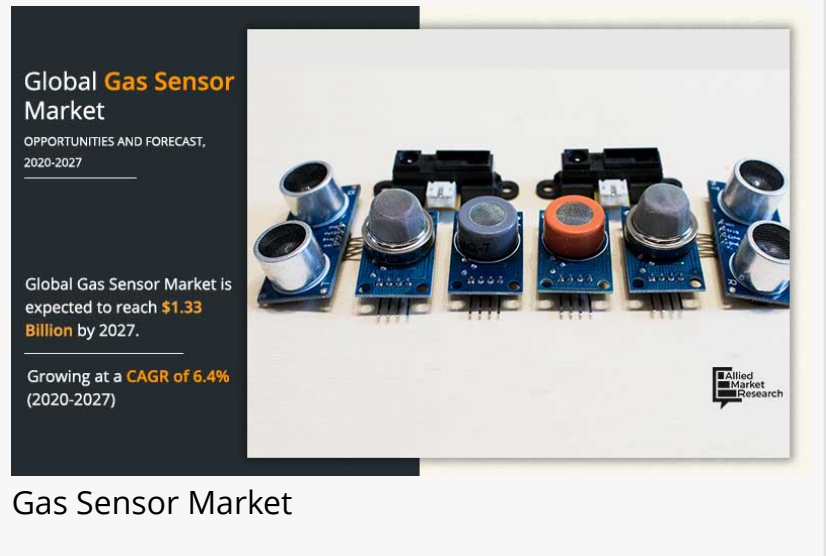 Global Gas Sensor
Market
OPPORTUNITIES AND FORECAST,
2020-2027
Global Gas Sensor Market is
expected to reach $1.33
Billion by 2027.
Growing at a CAGR of 6.4%
(2020-2027)
Allied
Market
Research
Gas Sensor Market